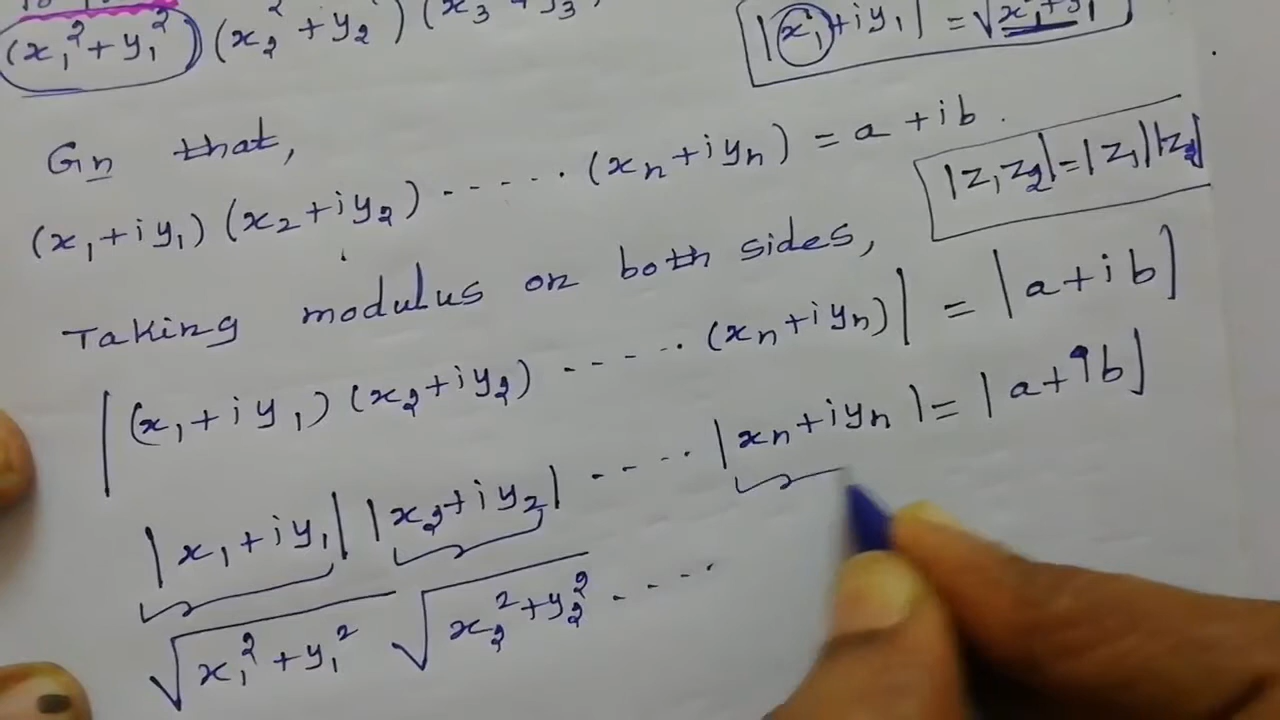 (x₁² + y₁²) (x₂² + y₂²) (x₃
|x₁ + iy₁| = √x₁² + y₁²
Gn that,
(x₁ + iy₁) (x₂ + iy₂) ------ (xₙ + iyₙ) = a + ib.
|z₁z₂| = |z₁||z₂|
Taking modulus on both sides,
|(x₁ + iy₁) (x₂ + iy₂) ----- (xₙ + iyₙ)| = |a + ib|
|x₁ + iy₁| |x₂ + iy₂| ----- |xₙ + iyₙ| = |a + ib|
√x₁² + y₁² √x₂² + y₂² ----